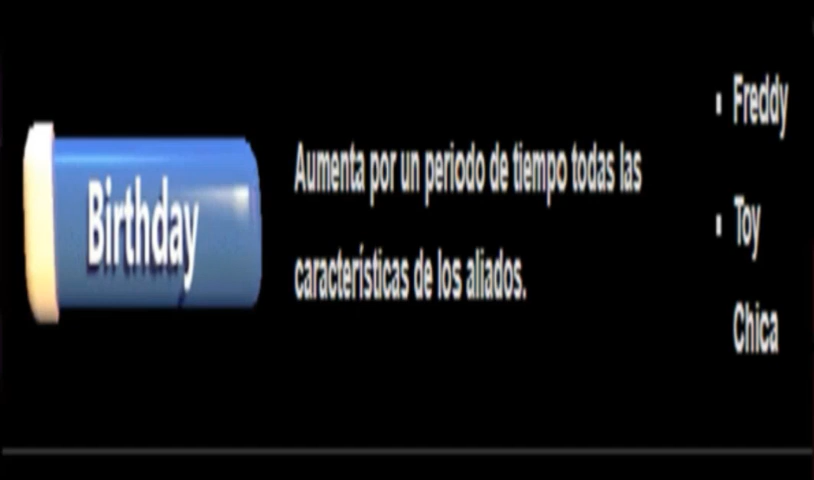 Birthday
Aumenta por un periodo de tiempo todas las
características de los aliados.
▪ Freddy
▪ Toy
Chica